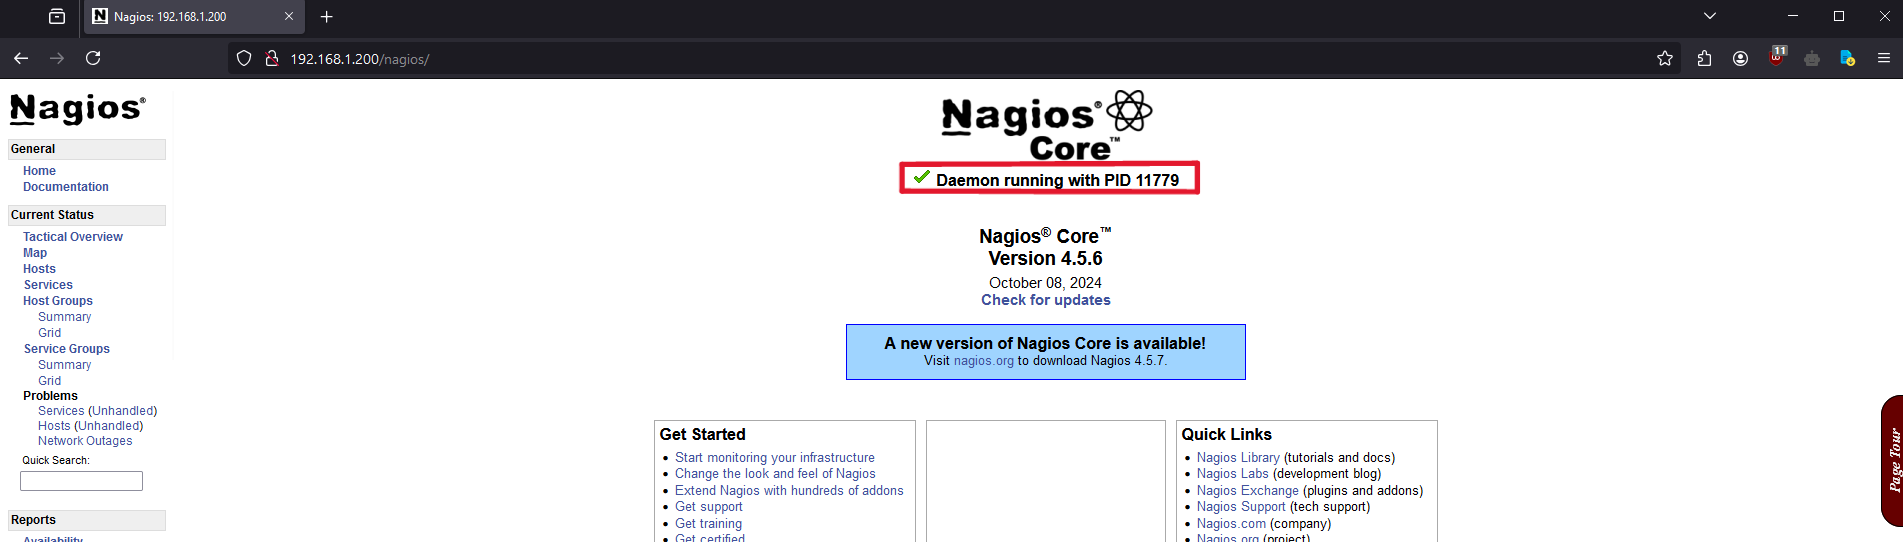 Nagios: 192.168.1.200
192.168.1.200/nagios/
11
Nagios®
General
Home
Documentation
Current Status
Tactical Overview
Map
Hosts
Services
Host Groups
Summary
Grid
Service Groups
Summary
Grid
Problems
Services (Unhandled)
Hosts (Unhandled)
Network Outages
Quick Search:
Reports
Availability
Nagios®
Core™
Daemon running with PID 11779
Nagios® Core™
Version 4.5.6
October 08, 2024
Check for updates
A new version of Nagios Core is available!
Visit nagios.org to download Nagios 4.5.7.
Get Started
Start monitoring your infrastructure
Change the look and feel of Nagios
Extend Nagios with hundreds of addons
Get support
Get training
Get certified
Quick Links
Nagios Library (tutorials and docs)
Nagios Labs (development blog)
Nagios Exchange (plugins and addons)
Nagios Support (tech support)
Nagios.com (company)
Nagios.org (project)
Page Tour